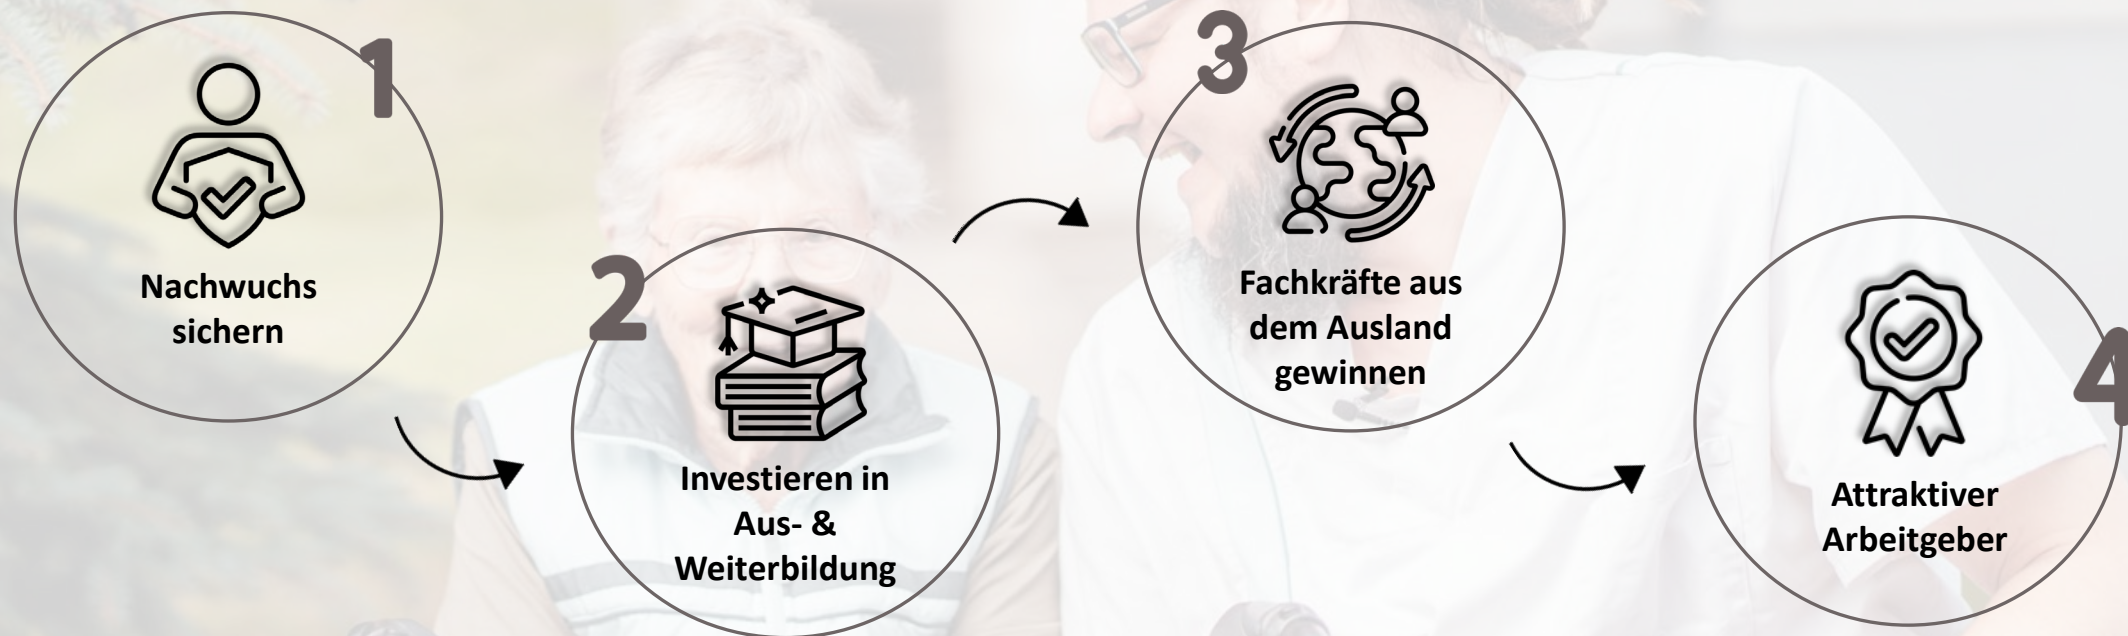 1
Nachwuchs
sichern
2
Investieren in
Aus- &
Weiterbildung
3
Fachkräfte aus
dem Ausland
gewinnen
4
Attraktiver
Arbeitgeber